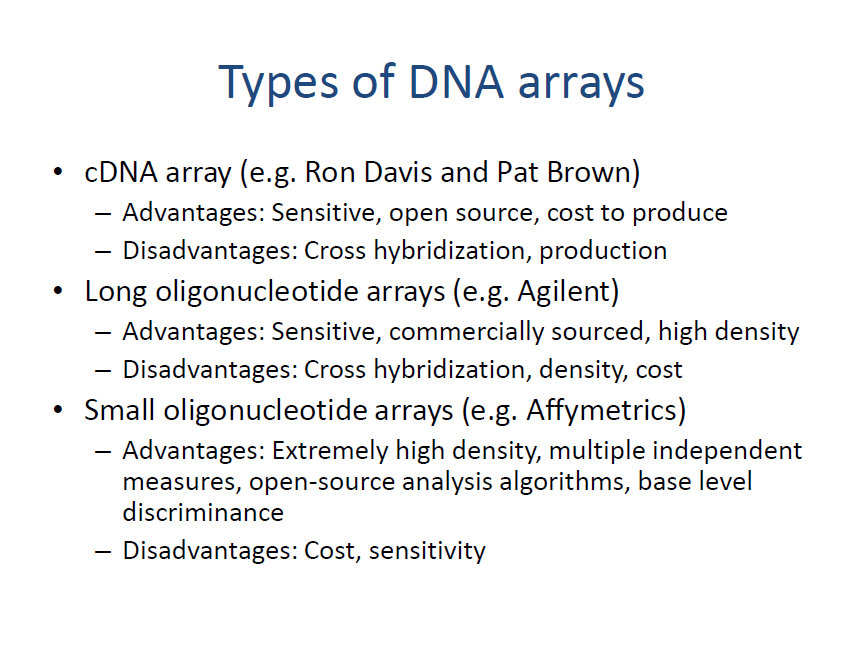 Types of DNA arrays
• cDNA array (e.g. Ron Davis and Pat Brown)
– Advantages: Sensitive, open source, cost to produce
– Disadvantages: Cross hybridization, production
• Long oligonucleotide arrays (e.g. Agilent)
– Advantages: Sensitive, commercially sourced, high density
– Disadvantages: Cross hybridization, density, cost
• Small oligonucleotide arrays (e.g. Affymetrics)
– Advantages: Extremely high density, multiple independent
measures, open-source analysis algorithms, base level
discriminance
– Disadvantages: Cost, sensitivity